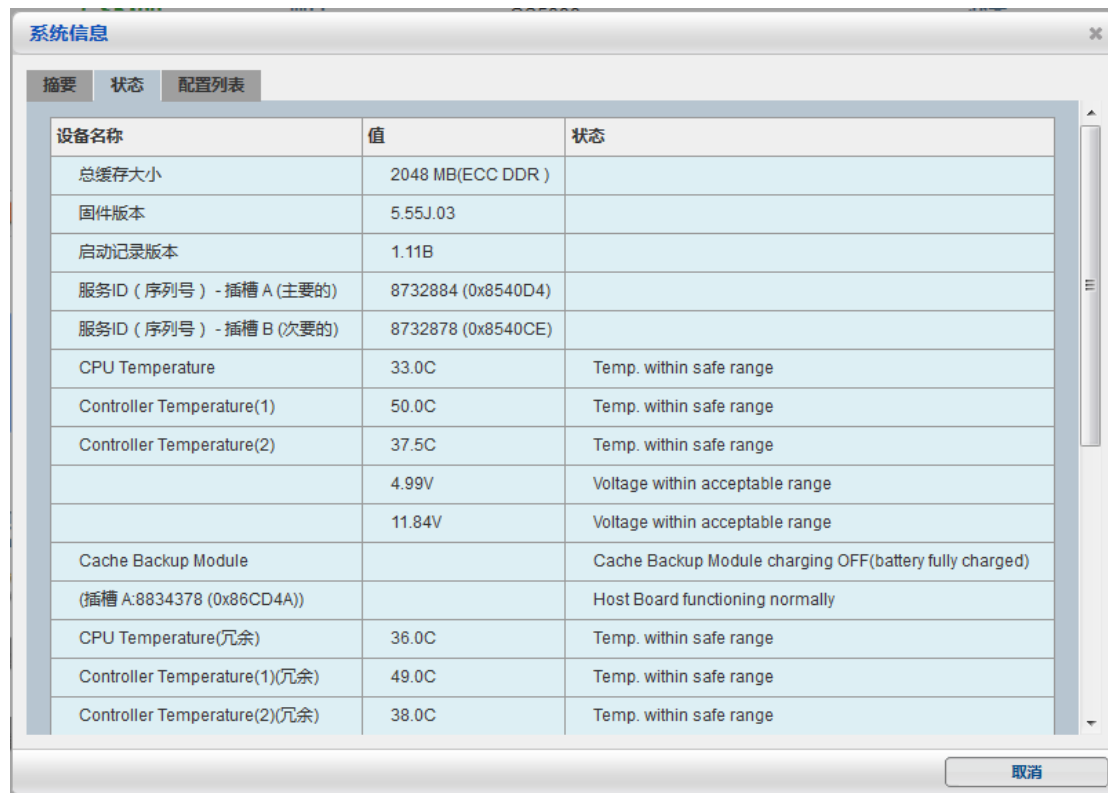 系统信息
摘要 状态 配置列表
设备名称 值 状态
总缓存大小 2048 MB(ECC DDR )
固件版本 5.55J.03
启动记录版本 1.11B
服务ID（序列号） - 插槽 A (主要的) 8732884 (0x8540D4)
服务ID（序列号） - 插槽 B (次要的) 8732878 (0x8540CE)
CPU Temperature 33.0C Temp. within safe range
Controller Temperature(1) 50.0C Temp. within safe range
Controller Temperature(2) 37.5C Temp. within safe range
4.99V Voltage within acceptable range
11.84V Voltage within acceptable range
Cache Backup Module Cache Backup Module charging OFF(battery fully charged)
(插槽 A:8834378 (0x86CD4A)) Host Board functioning normally
CPU Temperature(冗余) 36.0C Temp. within safe range
Controller Temperature(1)(冗余) 49.0C Temp. within safe range
Controller Temperature(2)(冗余) 38.0C Temp. within safe range
取消